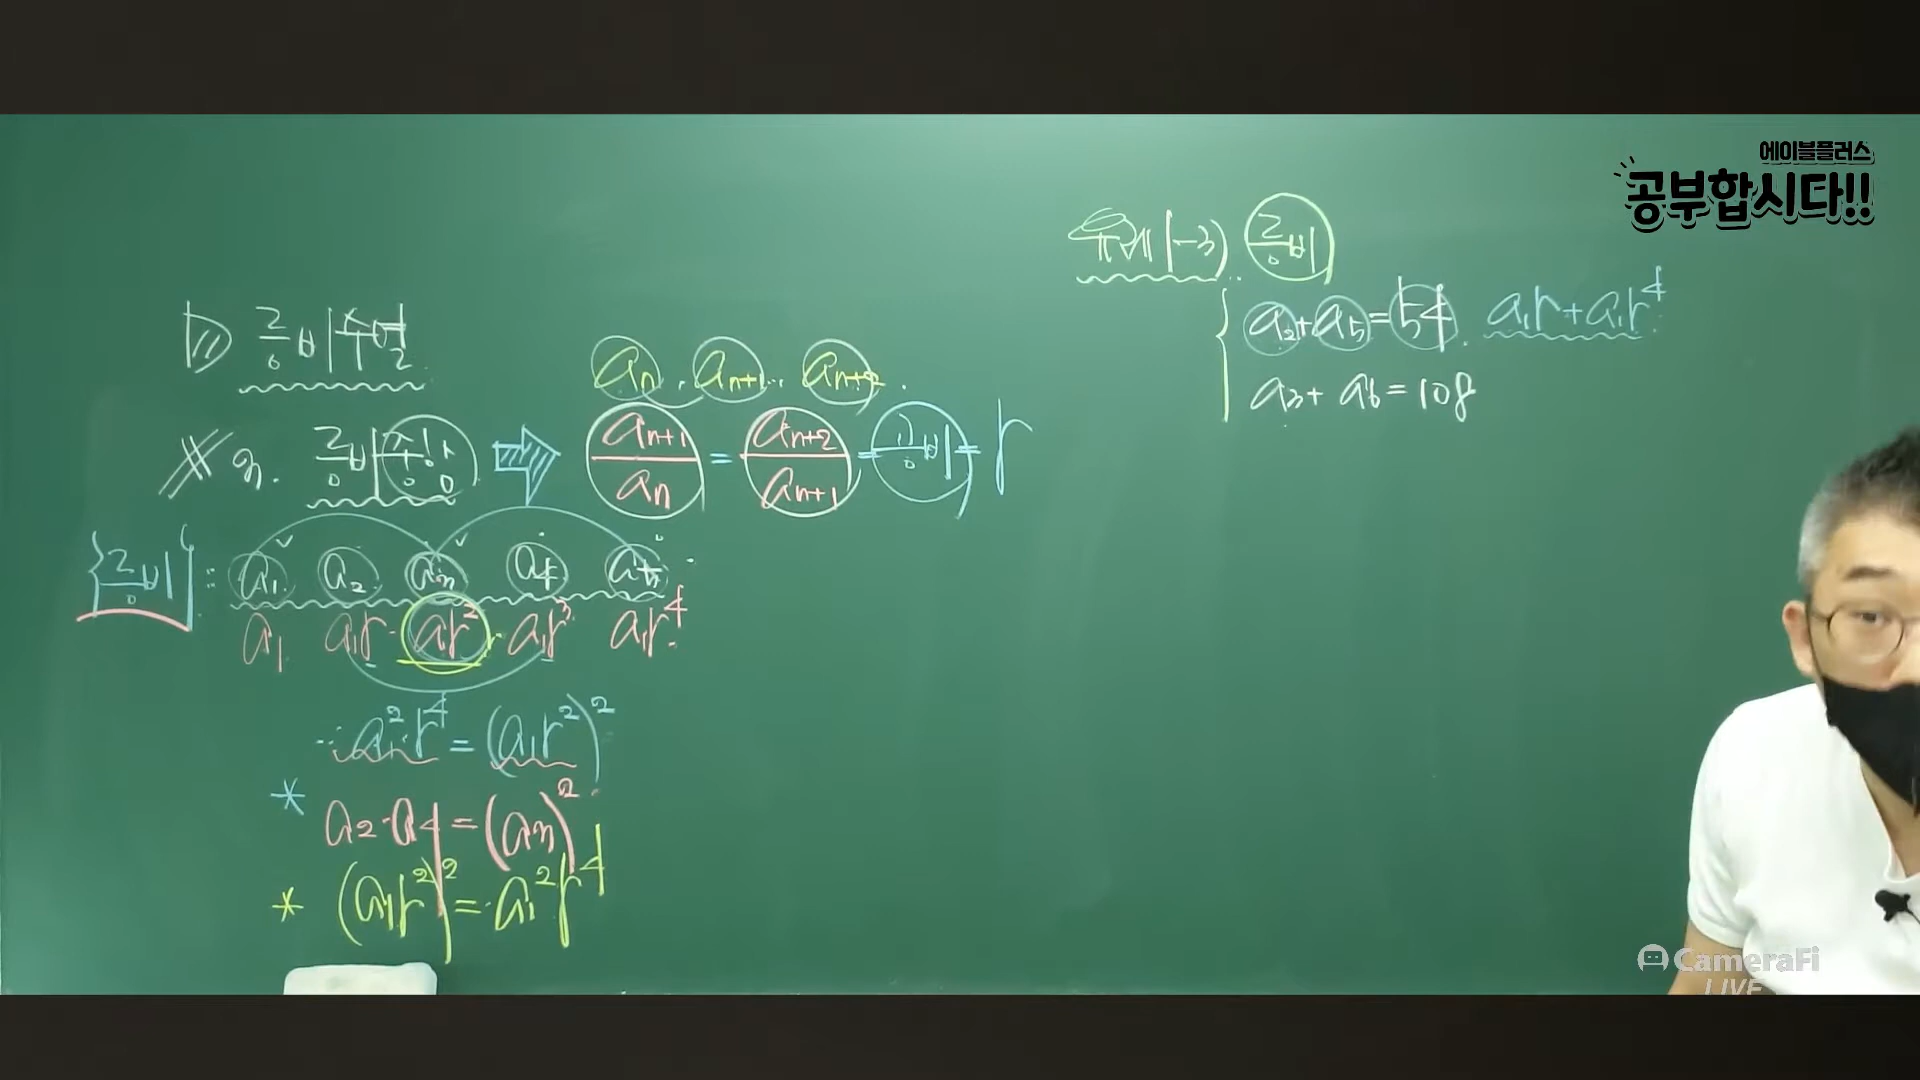 에이블플러스
공부합시다!!
등비수열
등비중항 ⇒ aₙ₊₁/aₙ = aₙ₊₂/aₙ₊₁ = 공비 = r
aₙ, aₙ₊₁, aₙ₊₂
{등비}: a₁ a₂ a₃ a₄ a₅
a₁ a₁r a₁r² a₁r³ a₁r⁴
a₁²r⁴ = (a₁r²)²
* a₂·a₄ = (a₃)²
* (a₁r²)² = a₁²r⁴
유제1-3) 등비
a₂+a₅=54. a₁r+a₁r⁴
a₃+a₆=108
CameraFi
LIVE